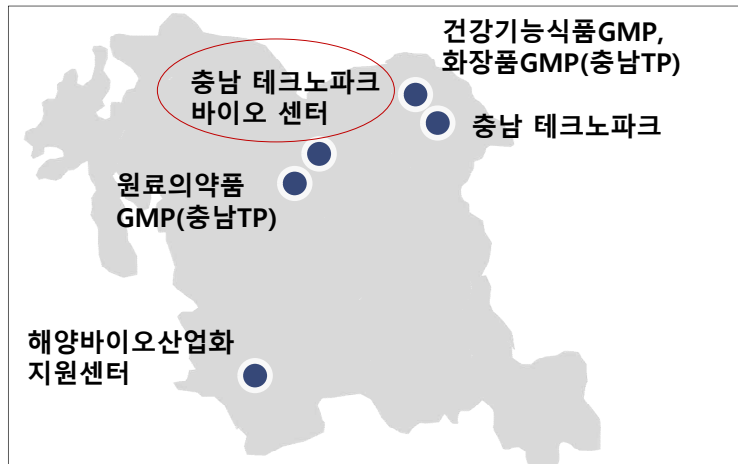 건강기능식품GMP,
화장품GMP(충남TP)
충남 테크노파크
바이오 센터
충남 테크노파크
원료의약품
GMP(충남TP)
해양바이오산업화
지원센터